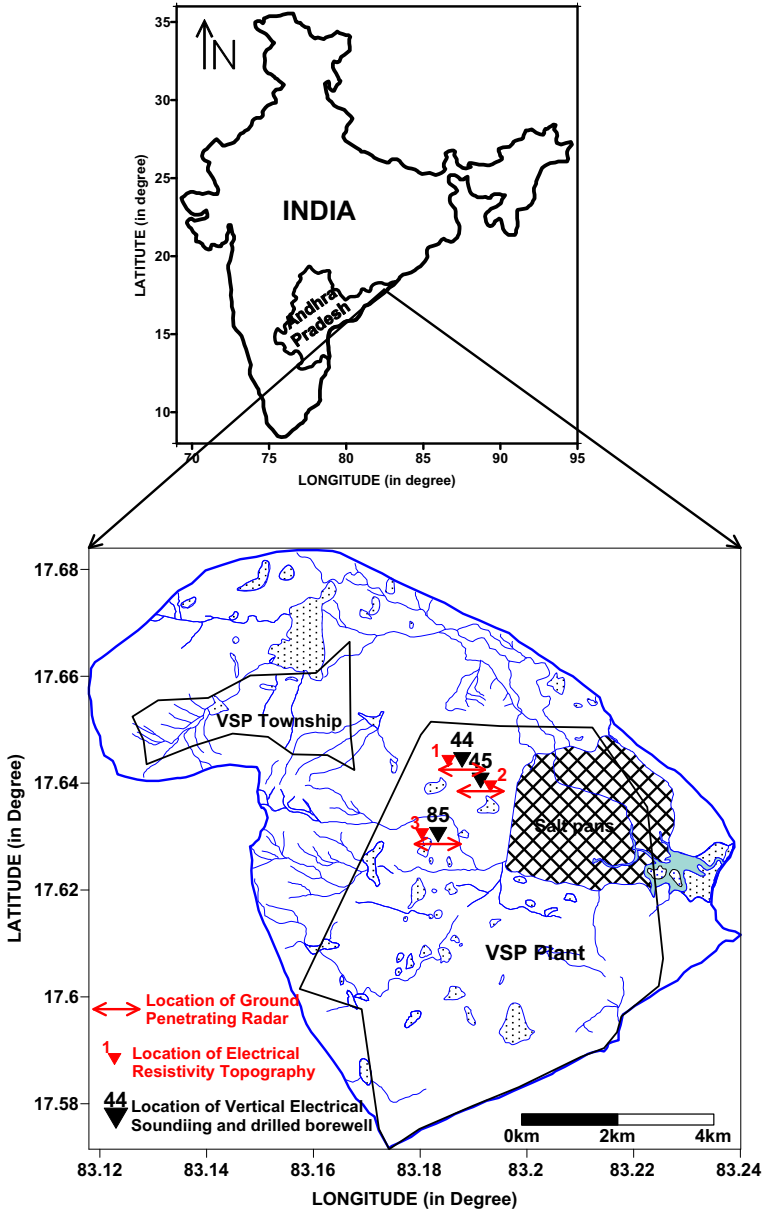 35
30
25
20
15
10
N
INDIA
Andhra
Pradesh
LATITUTE (in degree)
70
75
80
85
90
95
LONGITUDE (in degree)
17.68
17.66
17.64
17.62
17.6
17.58
LATITUDE (in Degree)
VSP Township
44
1
45
2
85
3
Salt pans
VSP Plant
Location of Ground
Penetrating Radar
1
Location of Electrical
Resistivity Topography
44
Location of Vertical Electrical
Soundiing and drilled borewell
0km
2km
4km
83.12
83.14
83.16
83.18
83.2
83.22
83.24
LONGITUDE (in Degree)